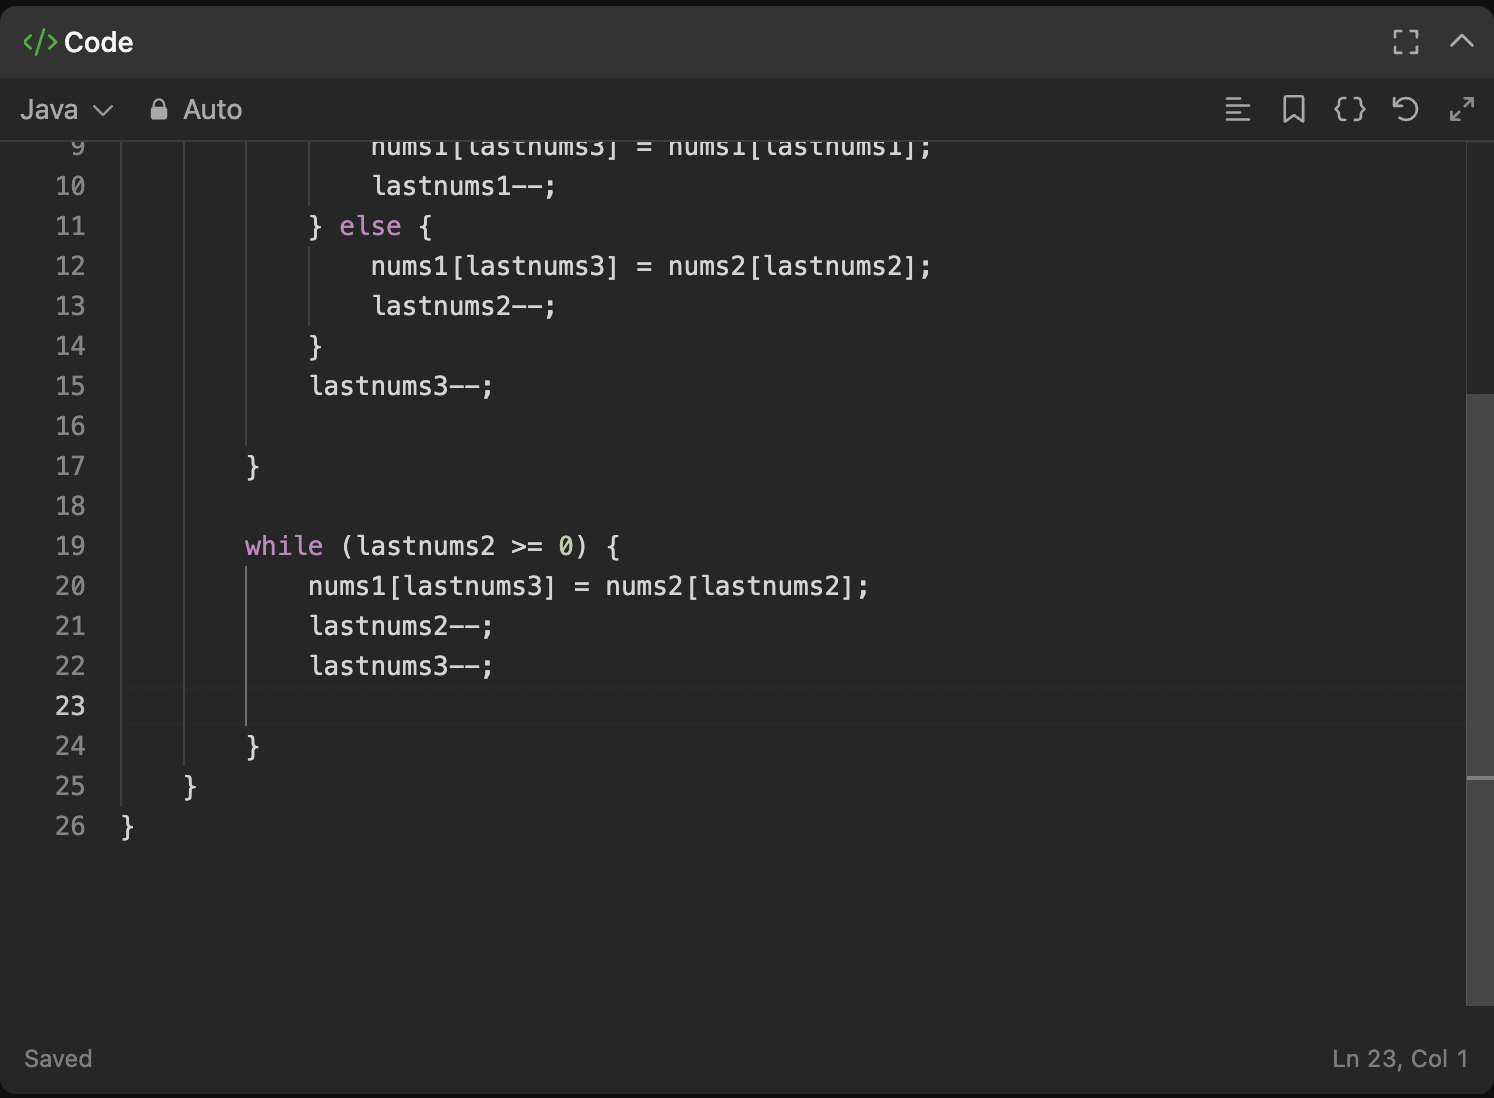 </> Code
Java Auto
9 nums1[lastnums3] = nums1[lastnums1];
10 lastnums1--;
11 } else {
12 nums1[lastnums3] = nums2[lastnums2];
13 lastnums2--;
14 }
15 lastnums3--;
16
17 }
18
19 while (lastnums2 >= 0) {
20 nums1[lastnums3] = nums2[lastnums2];
21 lastnums2--;
22 lastnums3--;
23
24 }
25 }
26 }
Saved Ln 23, Col 1